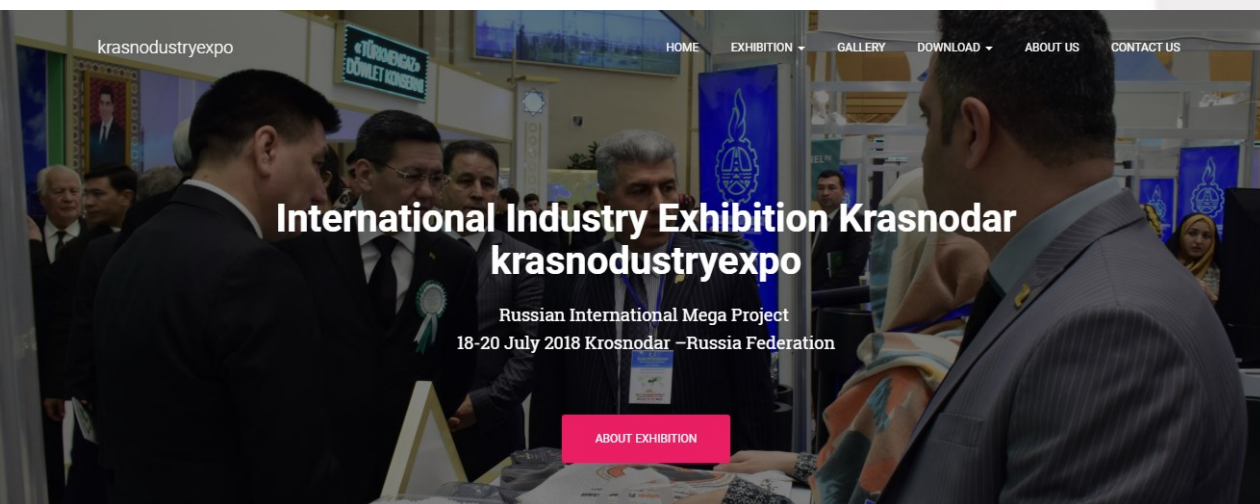 krasnodustryexpo
HOME
EXHIBITION
GALLERY
DOWNLOAD
ABOUT US
CONTACT US
«TÜRKMENGAZ»
DÖWLET KONSERNI
International Industry Exhibition Krasnodar
krasnodustryexpo
Russian International Mega Project
18-20 July 2018 Krosnodar –Russia Federation
ABOUT EXHIBITION